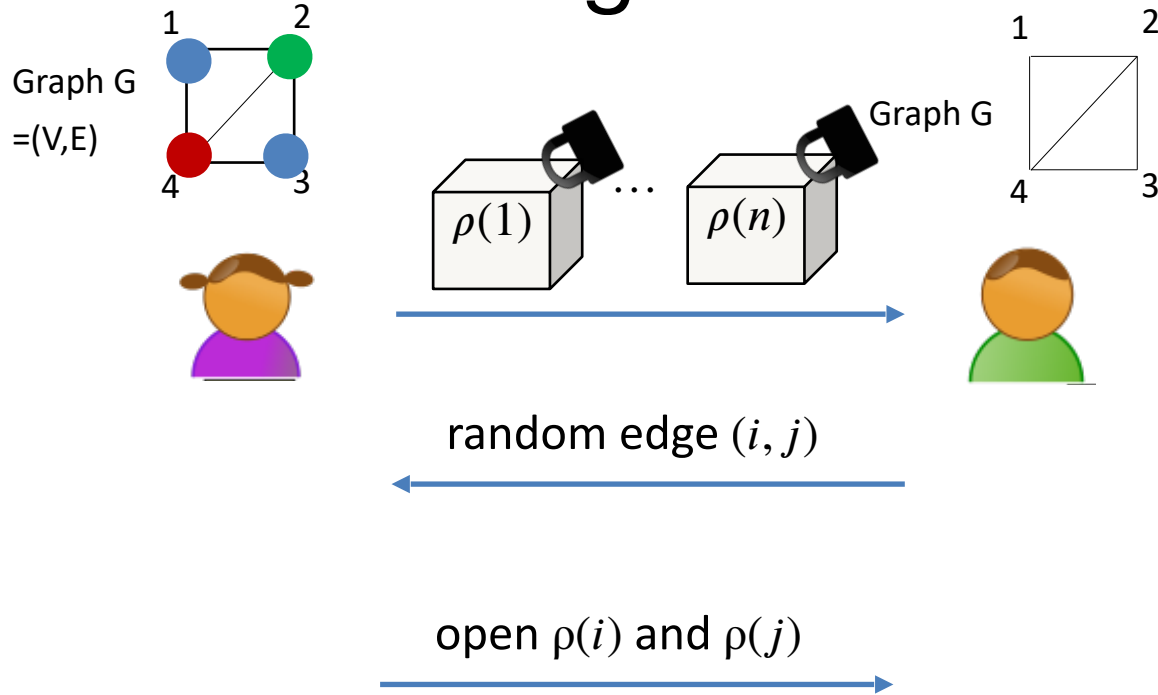 g
1 2
Graph G
=(V,E)
4 3
ρ(1) ... ρ(n)
Graph G
1 2
4 3
random edge (i, j)
open ρ(i) and ρ(j)